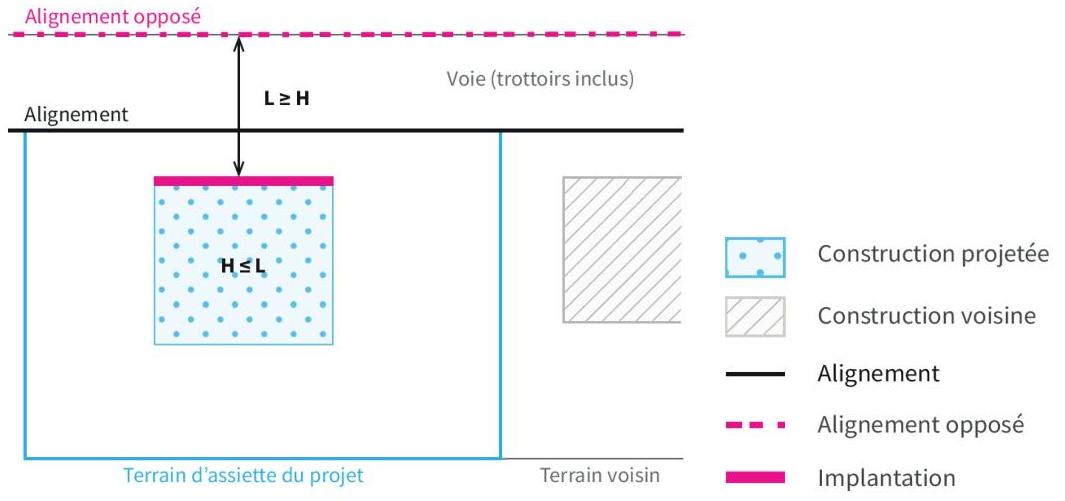 Alignement opposé
Voie (trottoirs inclus)
L ≥ H
Alignement
H ≤ L
Terrain d’assiette du projet
Terrain voisin
Construction projetée
Construction voisine
Alignement
Alignement opposé
Implantation